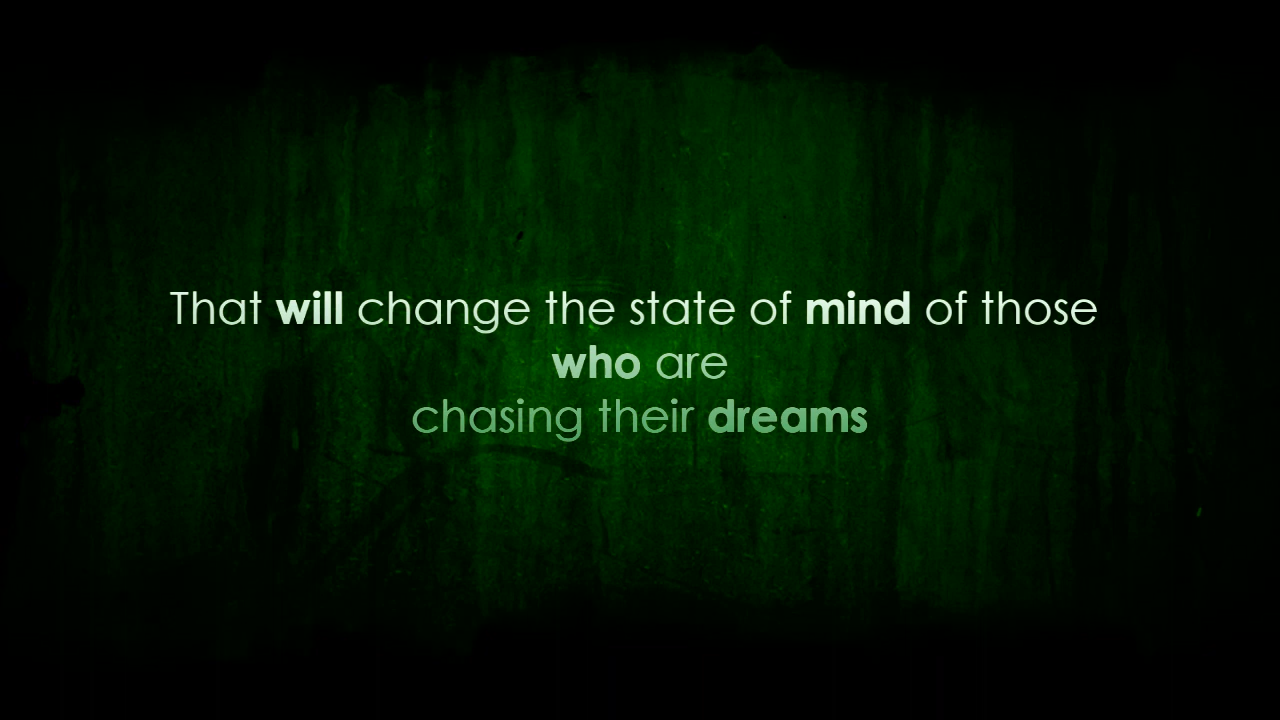 That will change the state of mind of those
who are
chasing their dreams